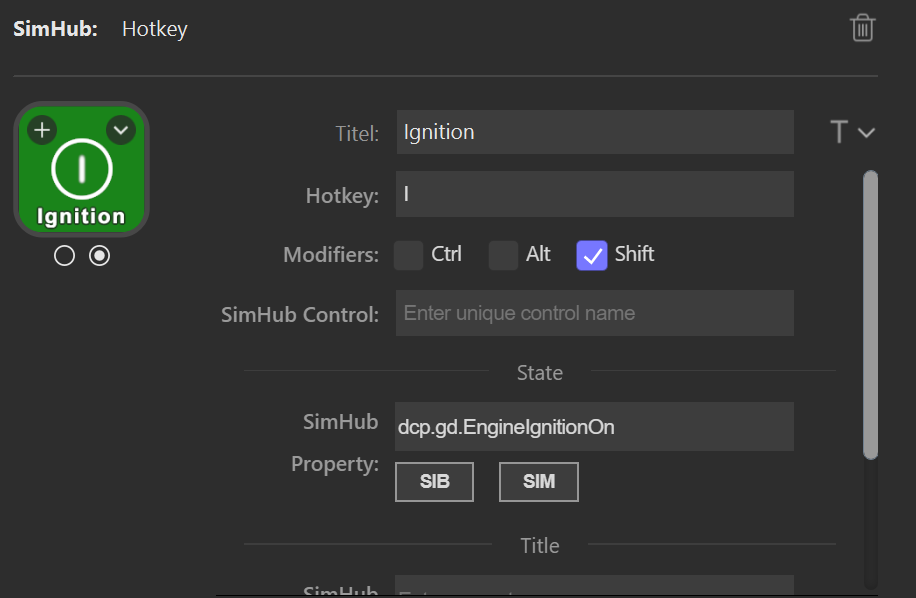 SimHub: Hotkey
Titel: Ignition
T
Ignition
Hotkey: I
Modifiers: Ctrl Alt Shift
SimHub Control: Enter unique control name
State
SimHub
Property:
dcp.gd.EngineIgnitionOn
SIB SIM
Title
SimHub